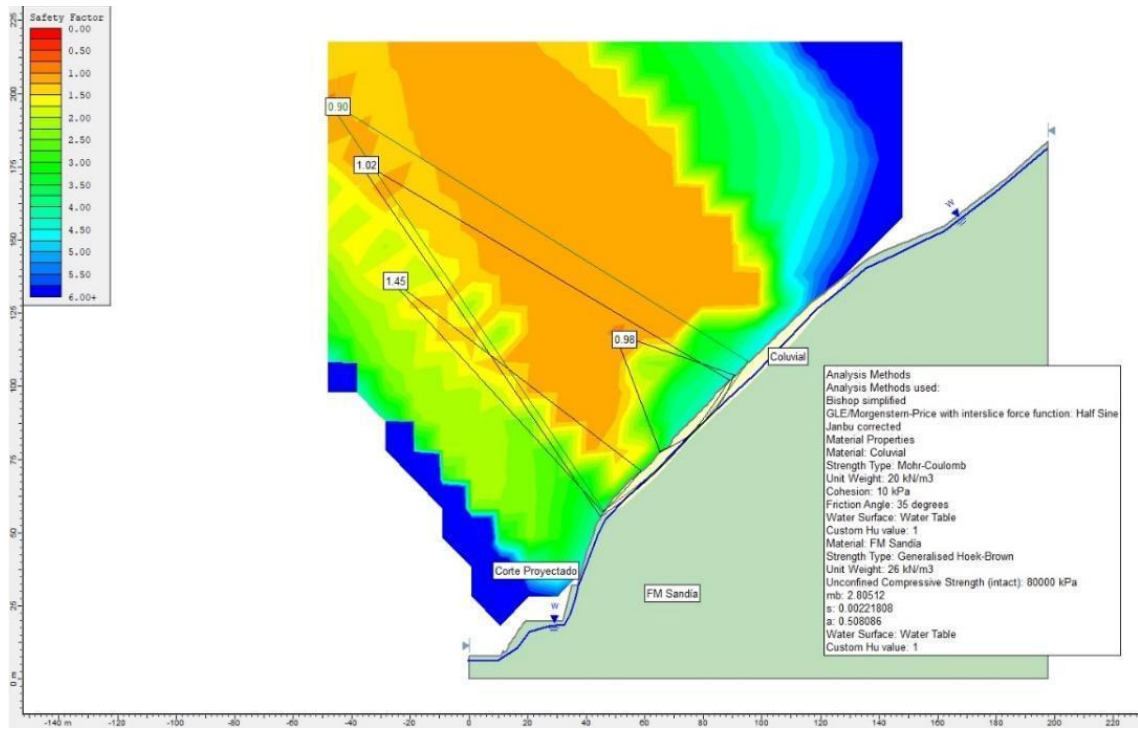 Safety Factor
0.00
0.50
1.00
1.50
2.00
2.50
3.00
3.50
4.00
4.50
5.00
5.50
6.00+
225
200
175
150
125
100
75
50
25
0 m
0.90
1.02
1.45
0.98
W
Coluvial
Analysis Methods
Analysis Methods used:
Bishop simplified
GLE/Morgenstern-Price with interslice force function: Half Sine
Janbu corrected
Material Properties
Material: Coluvial
Strength Type: Mohr-Coulomb
Unit Weight: 20 kN/m3
Cohesion: 10 kPa
Friction Angle: 35 degrees
Water Surface: Water Table
Custom Hu value: 1
Material: FM Sandía
Strength Type: Generalised Hoek-Brown
Unit Weight: 26 kN/m3
Unconfined Compressive Strength (intact): 80000 kPa
mb: 2.80512
s: 0.00221808
a: 0.508086
Water Surface: Water Table
Custom Hu value: 1
Corte Proyectado
FM Sandía
W
-140 m -120 -100 -80 -60 -40 -20 0 20 40 60 80 100 120 140 160 180 200 220